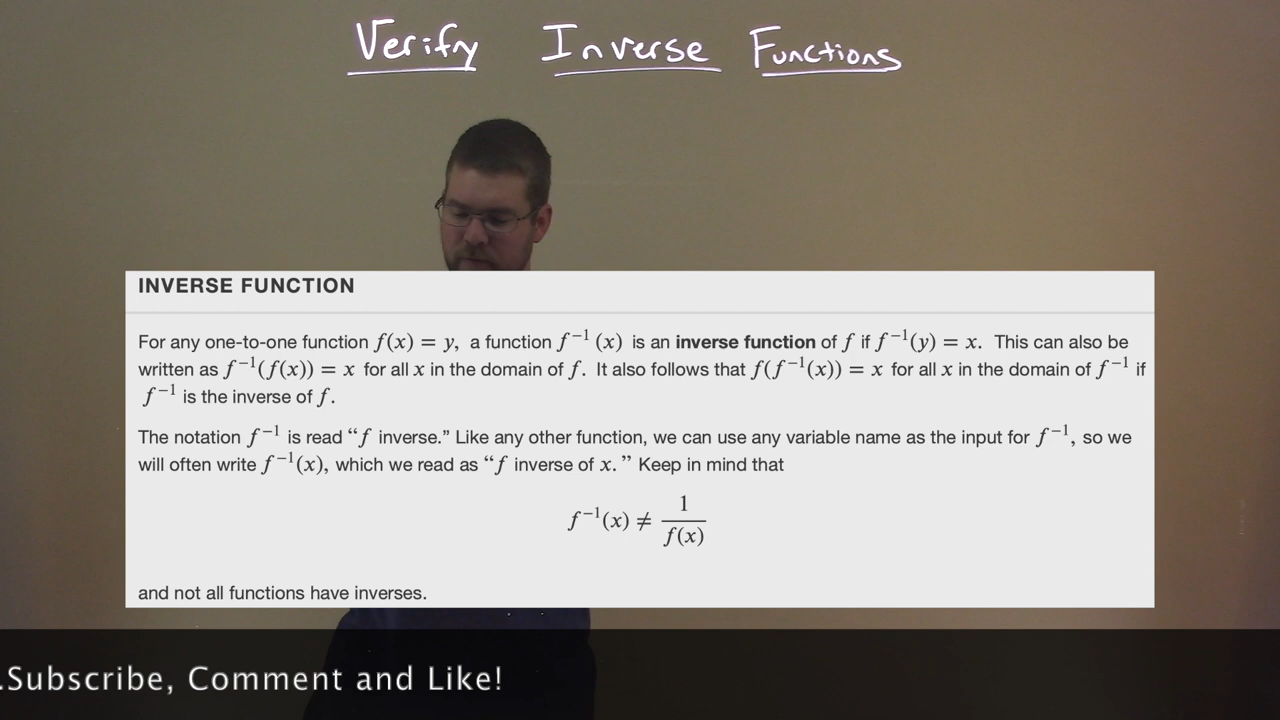 Verify Inverse Functions
INVERSE FUNCTION
For any one-to-one function f(x) = y, a function f⁻¹ (x) is an inverse function of f if f⁻¹(y) = x. This can also be
written as f⁻¹(f(x)) = x for all x in the domain of f. It also follows that f(f⁻¹(x)) = x for all x in the domain of f⁻¹ if
f⁻¹ is the inverse of f.
The notation f⁻¹ is read “f inverse.” Like any other function, we can use any variable name as the input for f⁻¹, so we
will often write f⁻¹(x), which we read as “f inverse of x.” Keep in mind that
f⁻¹(x) ≠ 1/f(x)
and not all functions have inverses.
.Subscribe, Comment and Like!